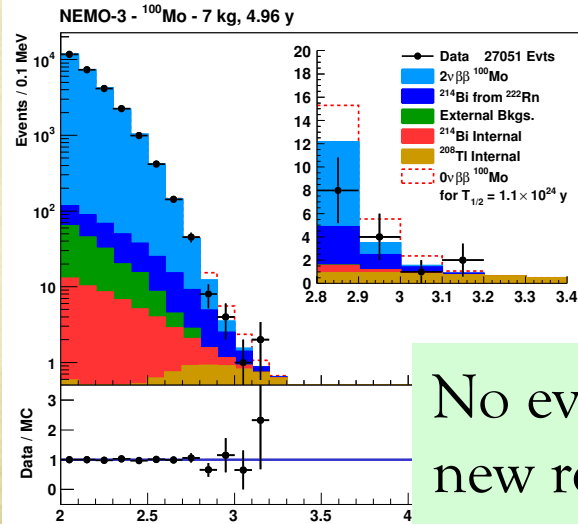 NEMO-3 - ¹⁰⁰Mo - 7 kg, 4.96 y
Events / 0.1 MeV
10⁴
10³
10²
10
1
20
18
16
14
12
10
8
6
4
2
0
2.8 2.9 3 3.1 3.2 3.3 3.4
Data 27051 Evts
2νββ ¹⁰⁰Mo
²¹⁴Bi from ²²²Rn
External Bkgs.
²¹⁴Bi Internal
²⁰⁸Tl Internal
0νββ ¹⁰⁰Mo
for T₁/₂ = 1.1 × 10²⁴ y
Data / MC
3
2
1
0
2 2.5 3 3.5 4
No ev
new re